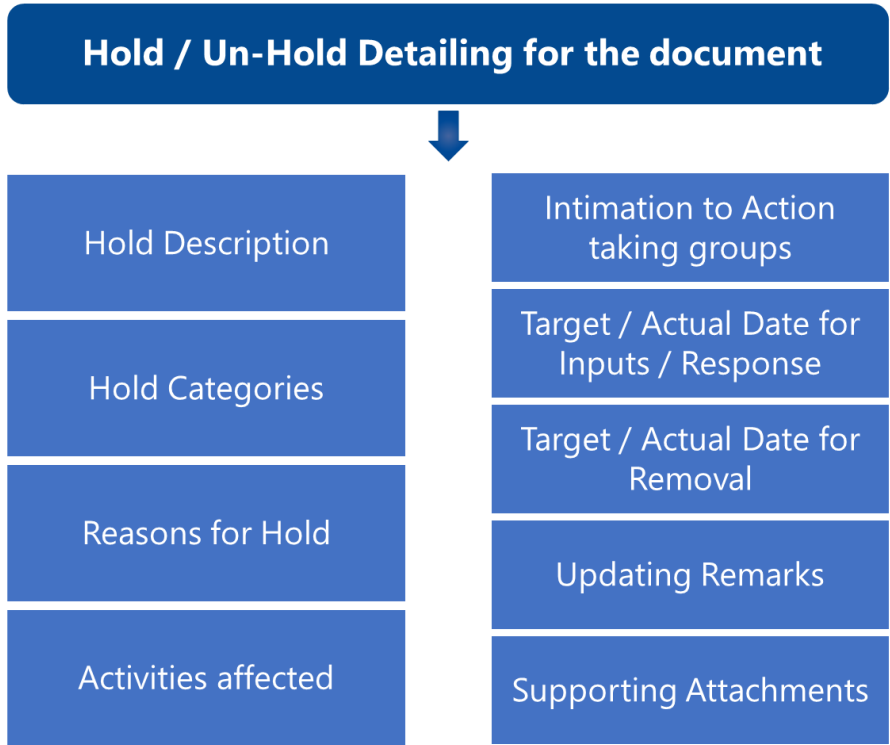 Hold / Un-Hold Detailing for the document
Hold Description
Hold Categories
Reasons for Hold
Activities affected
Intimation to Action
taking groups
Target / Actual Date for
Inputs / Response
Target / Actual Date for
Removal
Updating Remarks
Supporting Attachments